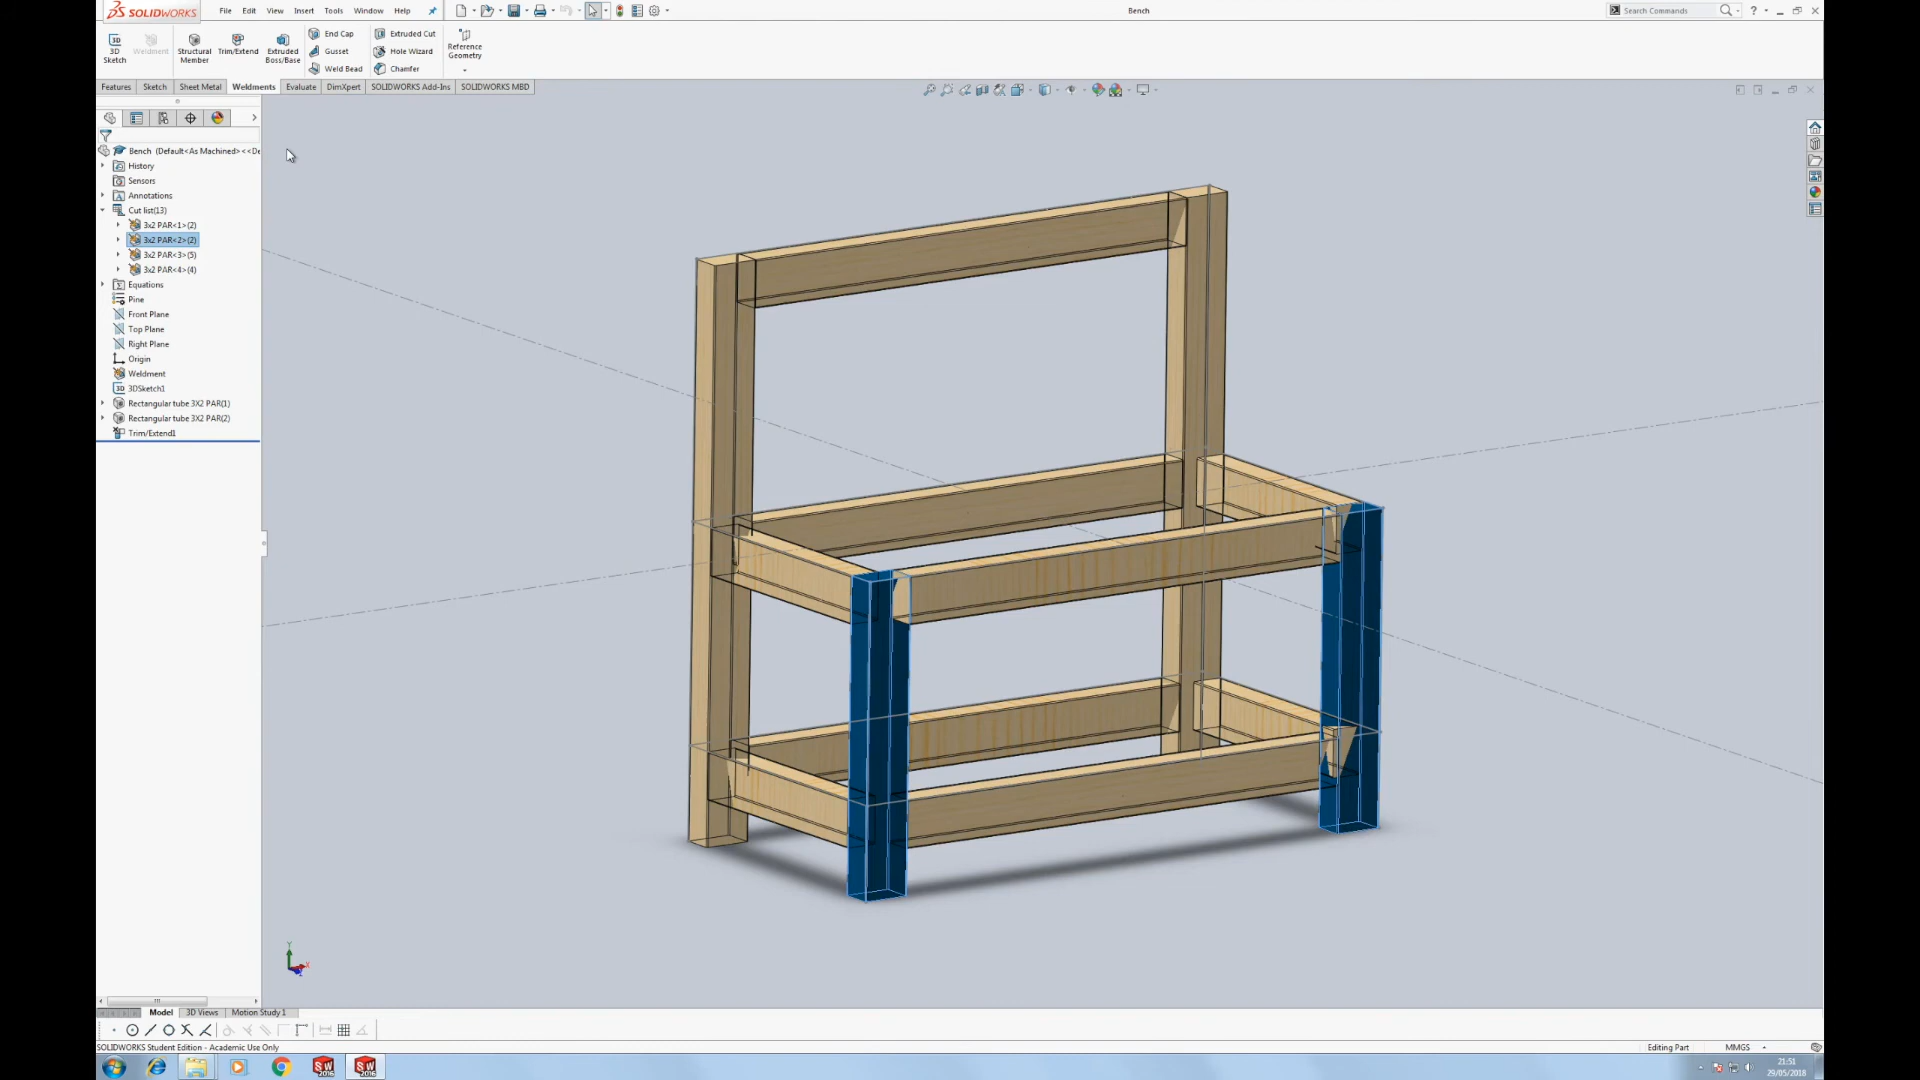 SOLIDWORKS File Edit View Insert Tools Window Help Bench Search Commands
3D Sketch Weldment Structural Member Trim/Extend Extruded Boss/Base End Cap Gusset Weld Bead Extruded Cut Hole Wizard Chamfer Reference Geometry
Features Sketch Sheet Metal Weldments Evaluate DimXpert SOLIDWORKS Add-Ins SOLIDWORKS MBD
Bench (Default<As Machined><<De
History
Sensors
Annotations
Cut list(13)
3x2 PAR<1>(2)
3x2 PAR<2>(2)
3x2 PAR<3>(5)
3x2 PAR<4>(4)
Equations
Pine
Front Plane
Top Plane
Right Plane
Origin
Weldment
3D 3DSketch1
Rectangular tube 3X2 PAR(1)
Rectangular tube 3X2 PAR(2)
Trim/Extend1
Y
X
Z
Model 3D Views Motion Study 1
SOLIDWORKS Student Edition - Academic Use Only Editing Part MMGS
SW 2016 SW 2016 21:51
29/05/2018